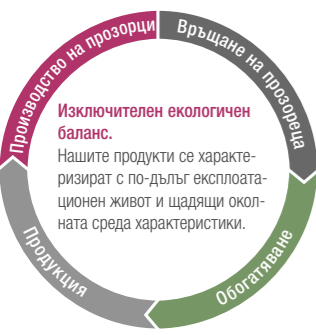 Производство на прозорци
Връщане на прозореца
Изключителен екологичен
баланс.
Нашите продукти се характе-
ризират с по-дълъг експлоата-
ционен живот и щадящи окол-
ната среда характеристики.
Продукция
Обогатяване